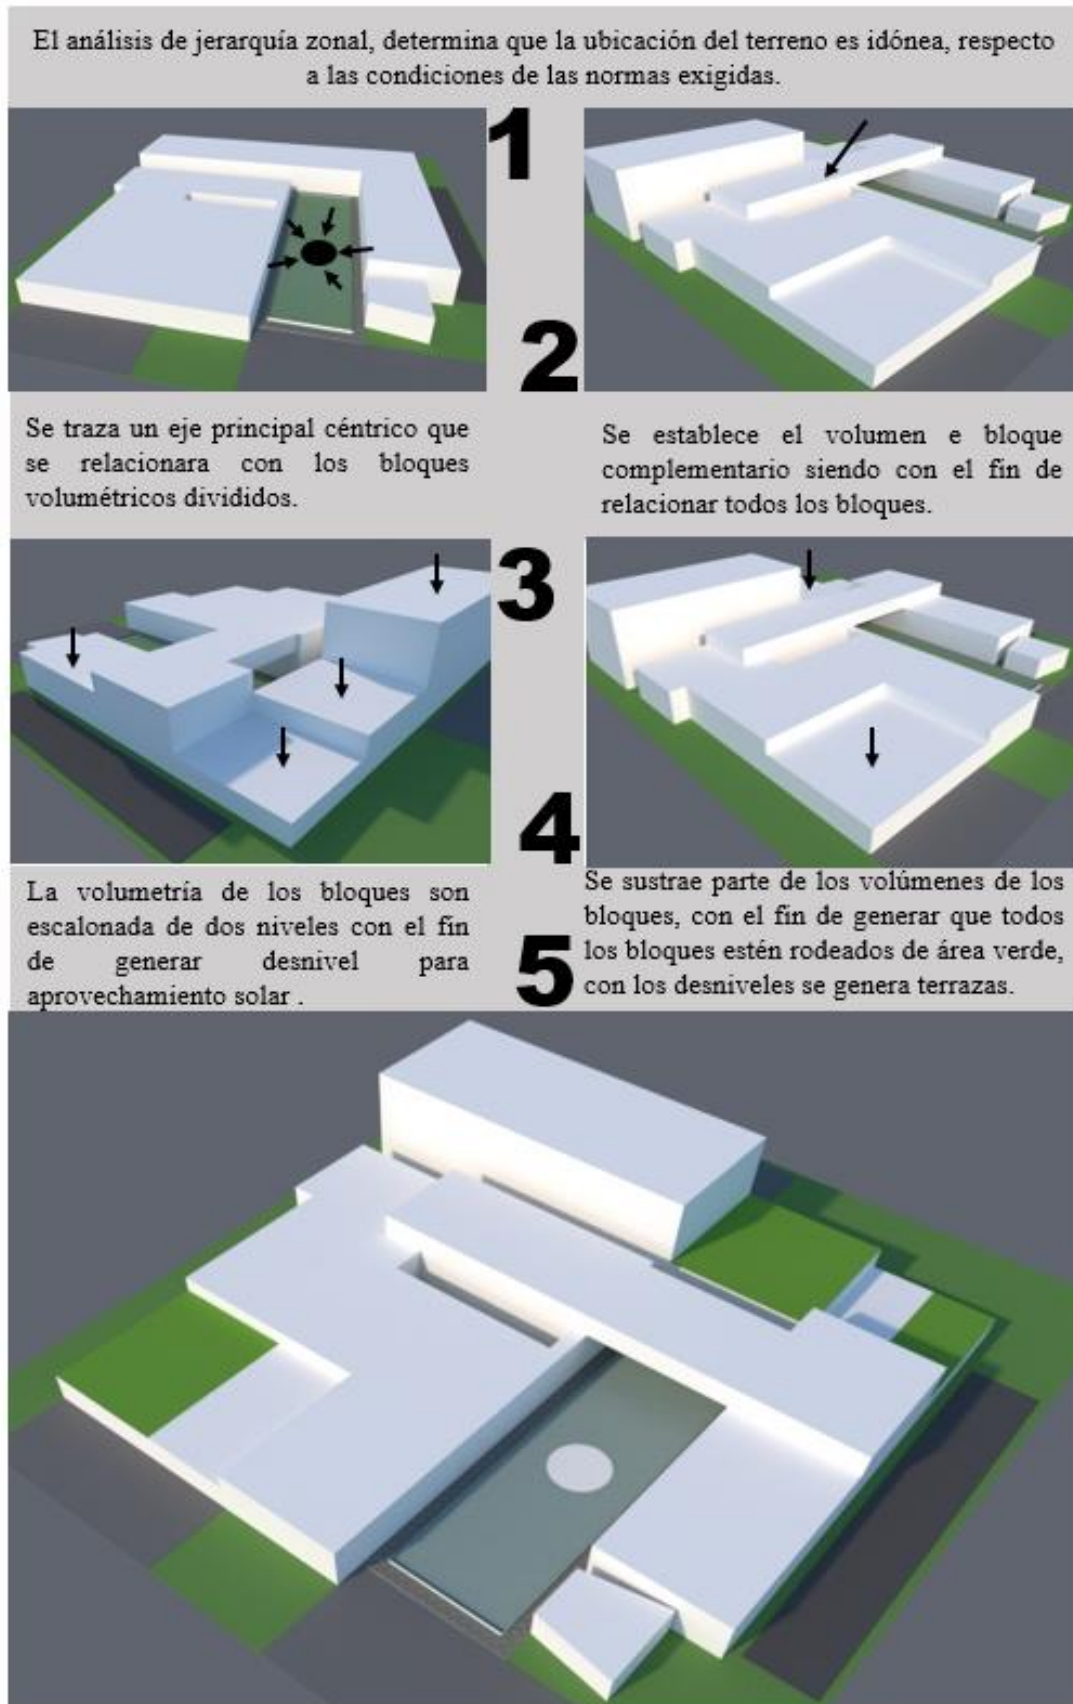 El análisis de jerarquía zonal, determina que la ubicación del terreno es idónea, respecto
a las condiciones de las normas exigidas.
1
2
Se traza un eje principal céntrico que
se relacionara con los bloques
volumétricos divididos.
Se establece el volumen e bloque
complementario siendo con el fin de
relacionar todos los bloques.
3
4
La volumetría de los bloques son
escalonada de dos niveles con el fin
de generar desnivel para
aprovechamiento solar .
5
Se sustrae parte de los volúmenes de los
bloques, con el fin de generar que todos
los bloques estén rodeados de área verde,
con los desniveles se genera terrazas.